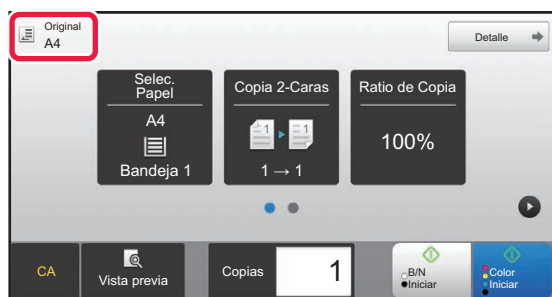 Original
A4
Detalle
Selec.
Papel
A4
Bandeja 1
Copia 2-Caras
1
1
1 → 1
Ratio de Copia
100%
CA
Vista previa
Copias
1
B/N
Iniciar
Color
Iniciar